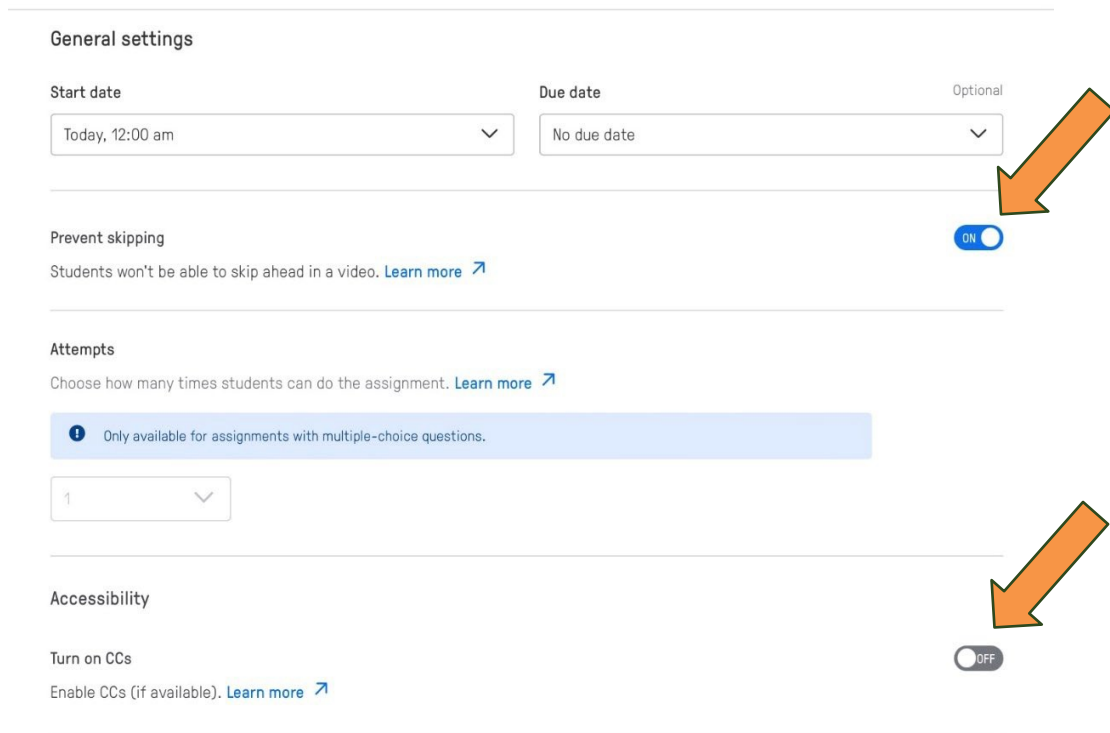 General settings
Start date
Due date
Optional
Today, 12:00 am
No due date
Prevent skipping
ON
Students won't be able to skip ahead in a video. Learn more
Attempts
Choose how many times students can do the assignment. Learn more
Only available for assignments with multiple-choice questions.
1
Accessibility
Turn on CCs
OFF
Enable CCs (if available). Learn more